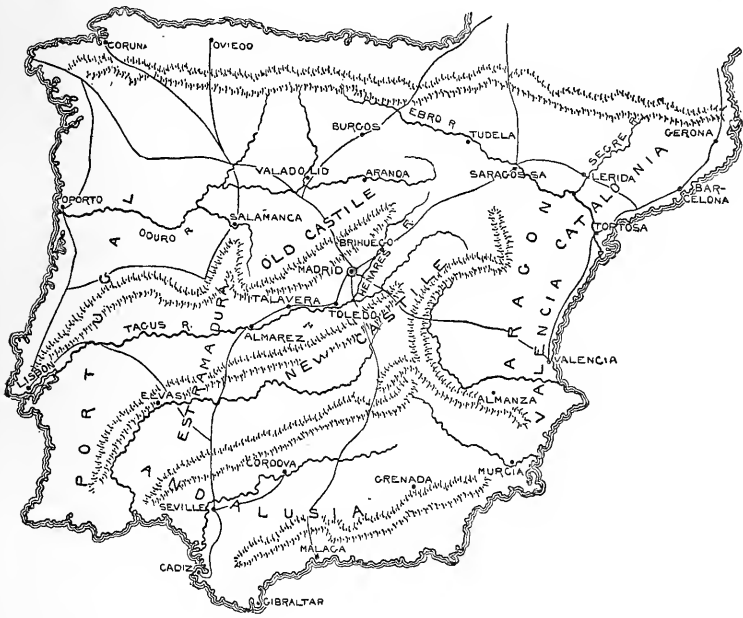 CORUNA
OVIEDO
BURGOS
EBRO R.
TUDELA
SEGRE R.
GERONA
VALADOLID
ARANDA
SARAGOSSA
LERIDA
BAR-
CELONA
OPORTO
DOURO R
SALAMANCA
OLD CASTILE
CATALONIA
TORTOSA
BRIHUEGO
MADRID
HENARES R.
TALAVERA
TOLEDO
NEW CASTILE
ARAGON
TAGUS R.
ALMAREZ
ESTRAMADURA
VALENCIA
VALENCIA
LISBON
PORTUGAL
ELVAS
ALMANZA
CORDOVA
GRENADA
MURCIA
SEVILLE
ANDALUSIA
MALAGA
CADIZ
GIBRALTAR